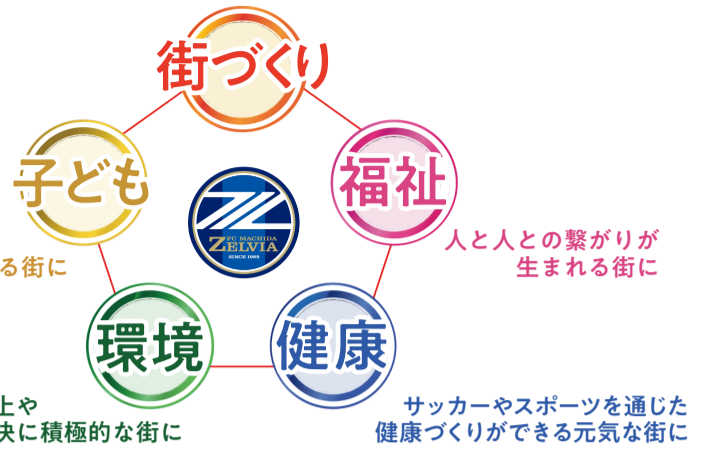 街づくり
子ども
福祉
FC MACHIDA
ZELVIA
SINCE 1989
人と人との繋がりが
生まれる街に
る街に
環境
健康
上や
決に積極的な街に
サッカーやスポーツを通じた
健康づくりができる元気な街に